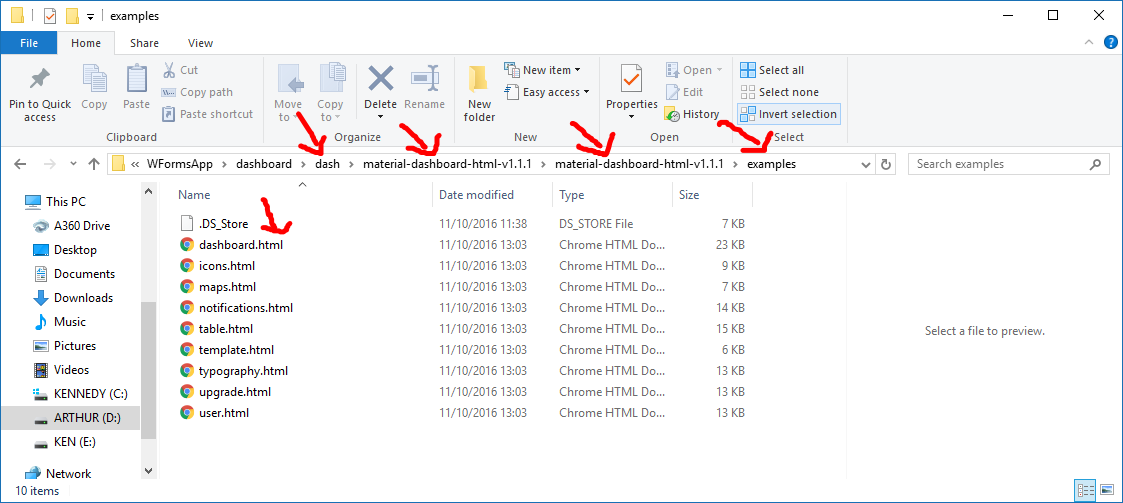 examples
File Home Share View
Pin to Quick access
Copy
Paste
Cut
Copy path
Paste shortcut
Clipboard
Move to
Copy to
Delete
Rename
Organize
New folder
New item
Easy access
New
Properties
Open
Edit
History
Open
Select all
Select none
Invert selection
Select
« WFormsApp > dashboard > dash > material-dashboard-html-v1.1.1 > material-dashboard-html-v1.1.1 > examples
Search examples
This PC
A360 Drive
Desktop
Documents
Downloads
Music
Pictures
Videos
KENNEDY (C:)
ARTHUR (D:)
KEN (E:)
Network
Name Date modified Type Size
.DS_Store 11/10/2016 11:38 DS_STORE File 7 KB
dashboard.html 11/10/2016 13:03 Chrome HTML Do... 23 KB
icons.html 11/10/2016 13:03 Chrome HTML Do... 9 KB
maps.html 11/10/2016 13:03 Chrome HTML Do... 7 KB
notifications.html 11/10/2016 13:03 Chrome HTML Do... 14 KB
table.html 11/10/2016 13:03 Chrome HTML Do... 15 KB
template.html 11/10/2016 13:03 Chrome HTML Do... 6 KB
typography.html 11/10/2016 13:03 Chrome HTML Do... 13 KB
upgrade.html 11/10/2016 13:03 Chrome HTML Do... 13 KB
user.html 11/10/2016 13:03 Chrome HTML Do... 13 KB
Select a file to preview.
10 items